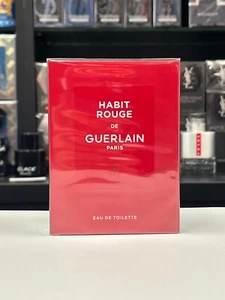 HABIT
ROUGE
DE
GUERLAIN
PARIS
EAU DE TOILETTE